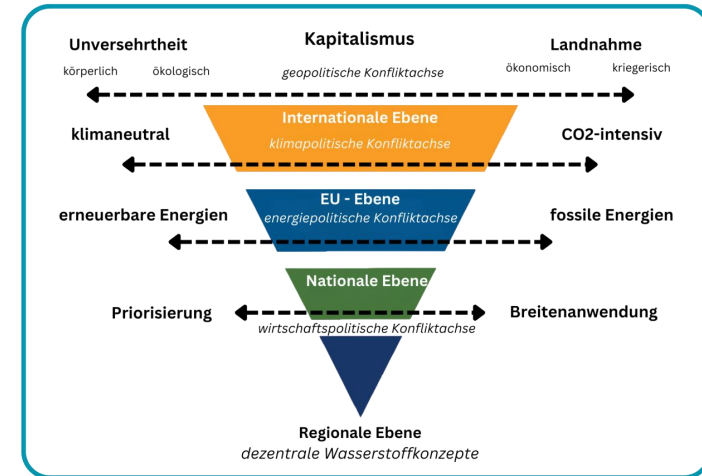 Unversehrtheit
Kapitalismus
Landnahme
körperlich
ökologisch
geopolitische Konfliktachse
ökonomisch
kriegerisch
Internationale Ebene
klimaneutral
klimapolitische Konfliktachse
CO2-intensiv
EU - Ebene
erneuerbare Energien
energiepolitische Konfliktachse
fossile Energien
Nationale Ebene
Priorisierung
Breitenanwendung
wirtschaftspolitische Konfliktachse
Regionale Ebene
dezentrale Wasserstoffkonzepte